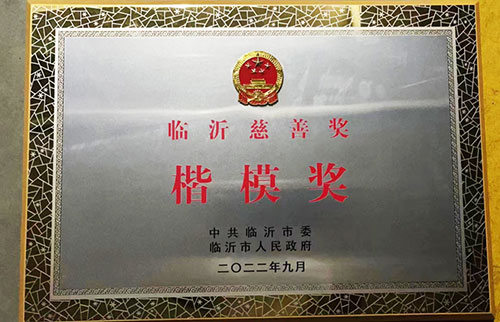 临沂慈善奖
楷模奖
中共临沂市委
临沂市人民政府
二〇二二年九月